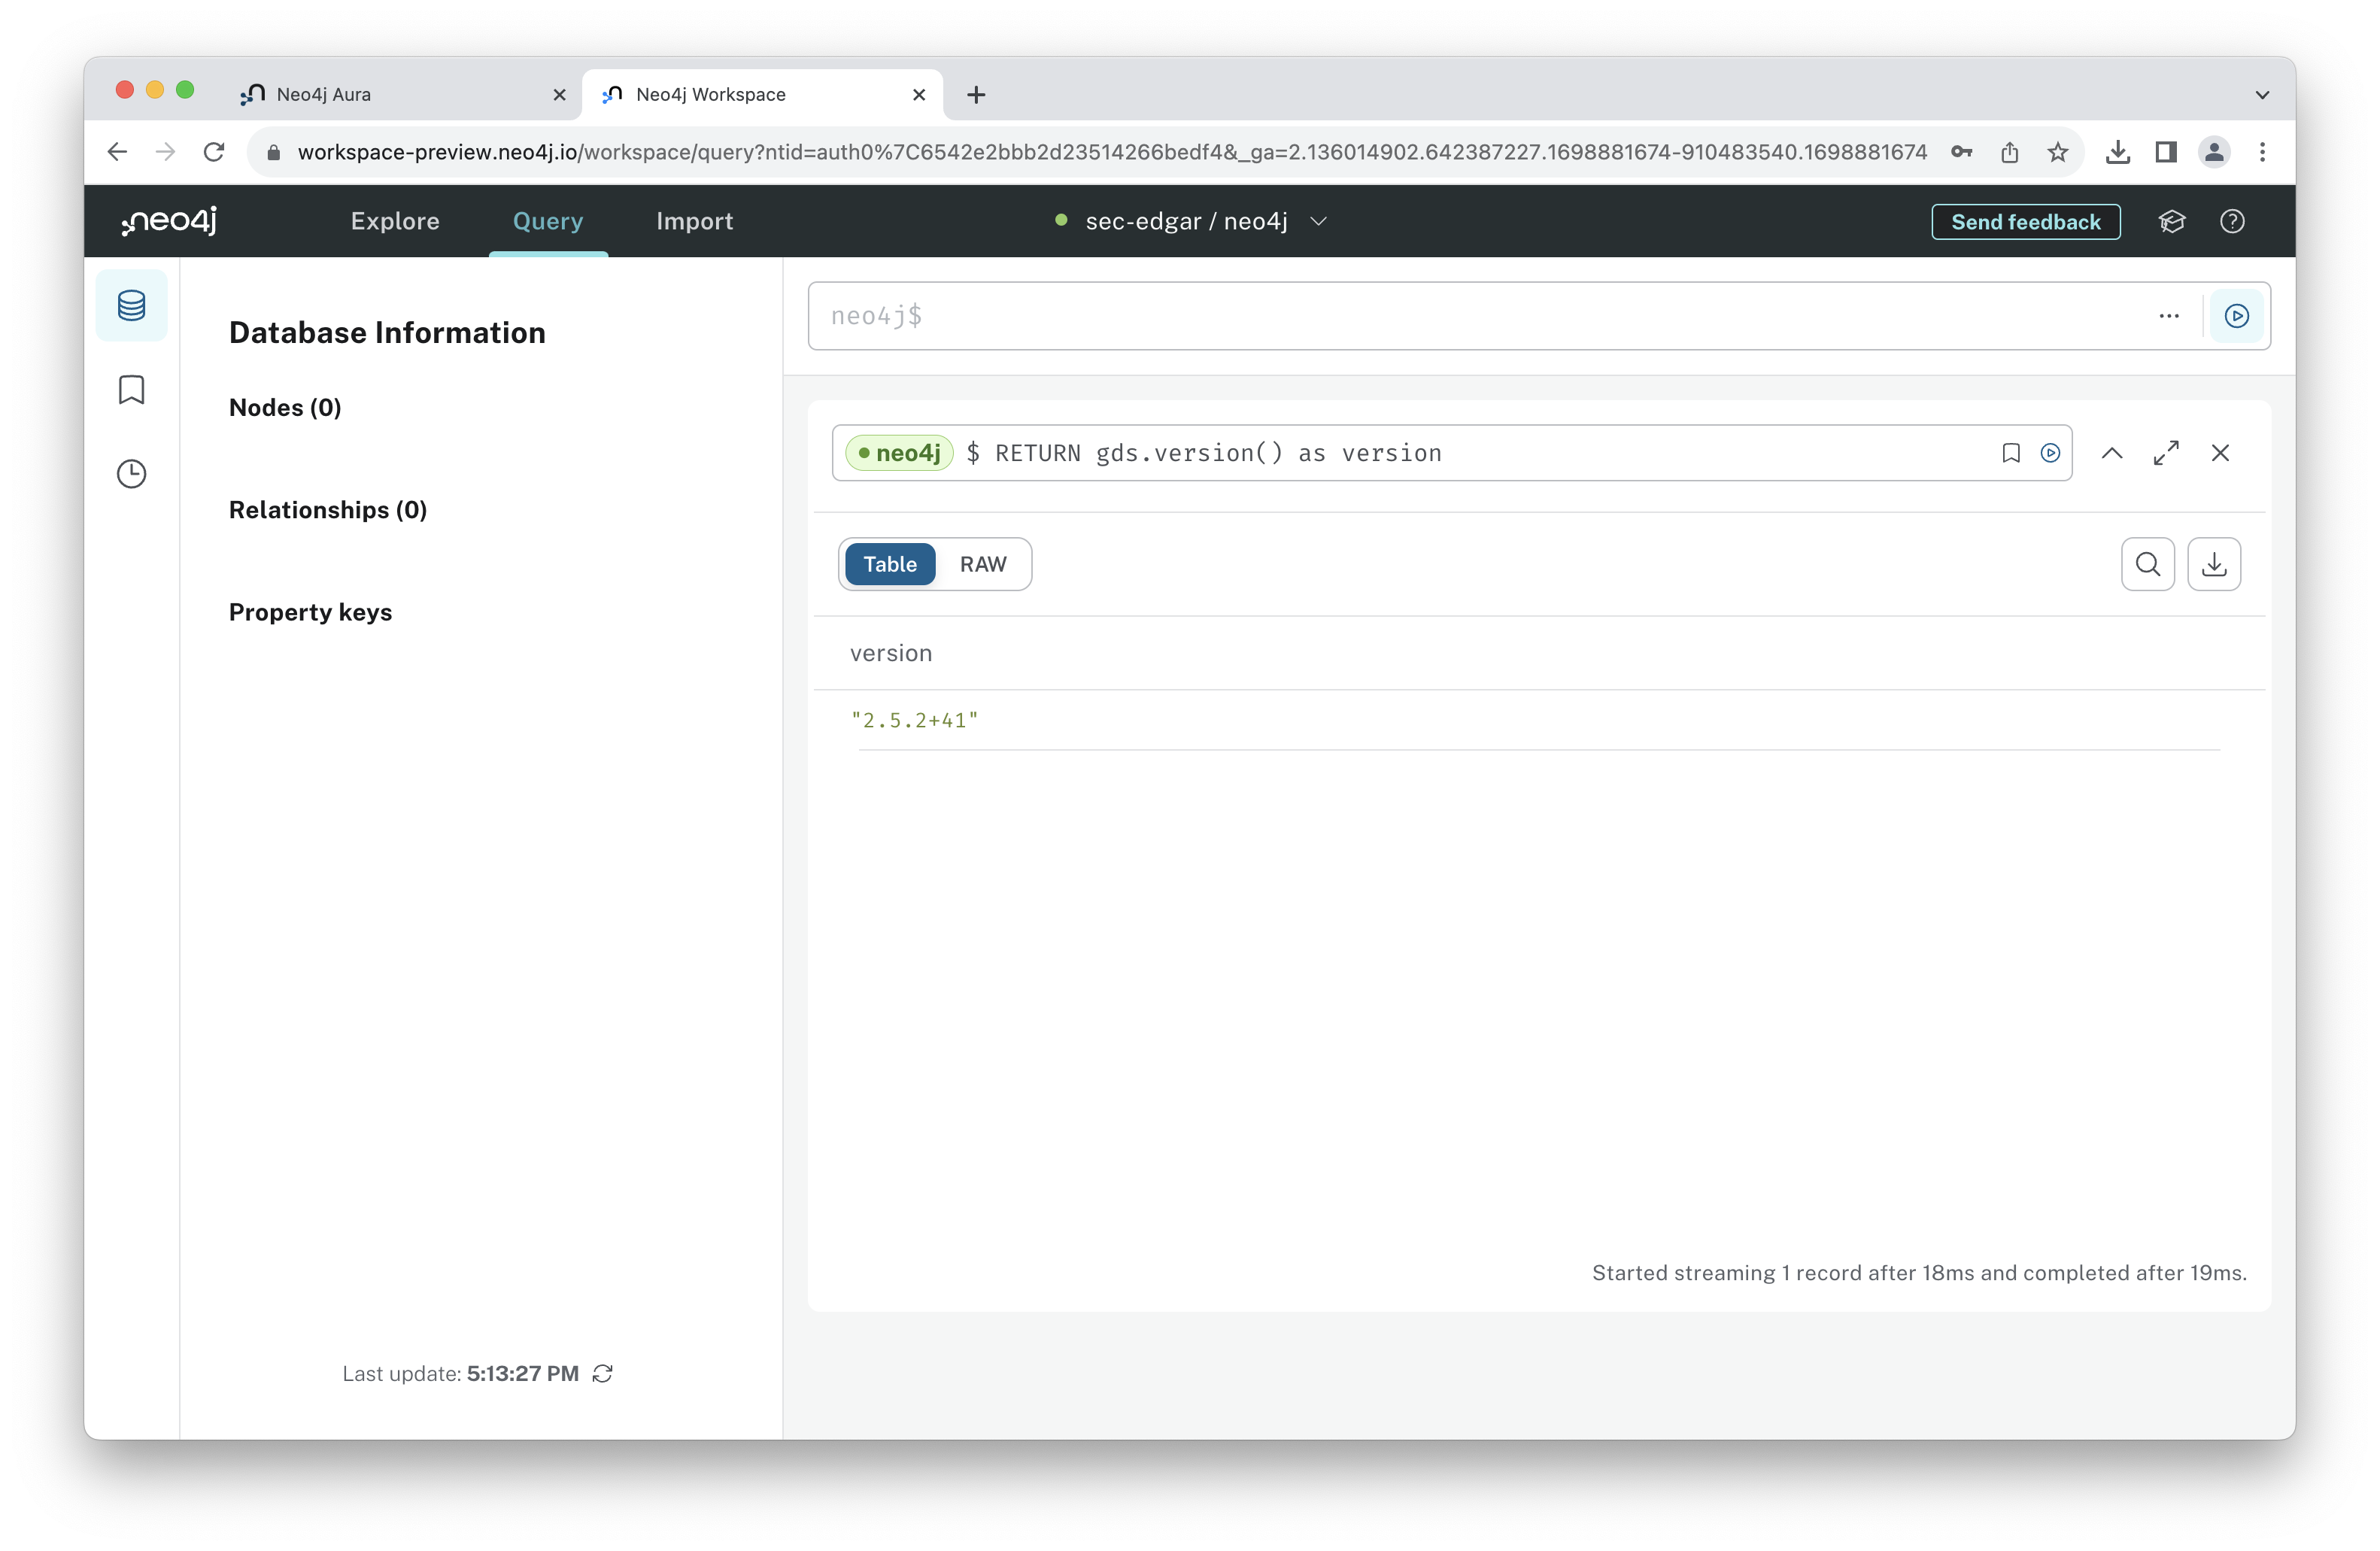 Neo4j Aura
Neo4j Workspace
workspace-preview.neo4j.io/workspace/query?ntid=auth0%7C6542e2bbb2d23514266bedf4&_ga=2.136014902.642387227.1698881674-910483540.1698881674
neo4j
Explore
Query
Import
sec-edgar / neo4j
Send feedback
Database Information
Nodes (0)
Relationships (0)
Property keys
Last update: 5:13:27 PM
neo4j$
neo4j $ RETURN gds.version() as version
Table
RAW
version
"2.5.2+41"
Started streaming 1 record after 18ms and completed after 19ms.